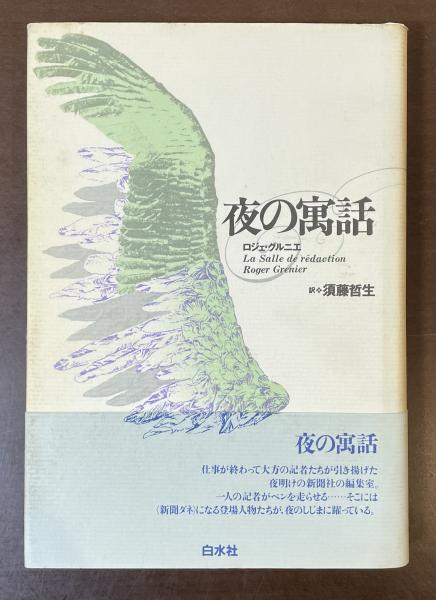 夜の寓話
ロジェ・グルニエ
La Salle de rédaction
Roger Grenier
訳◇須藤哲生
夜の寓話
仕事が終わって大方の記者たちが引き揚げた
夜明けの新聞社の編集室。
一人の記者がペンを走らせる……そこには
〈新聞ダネ〉になる登場人物たちが、夜のしじまに躍っている。
白水社